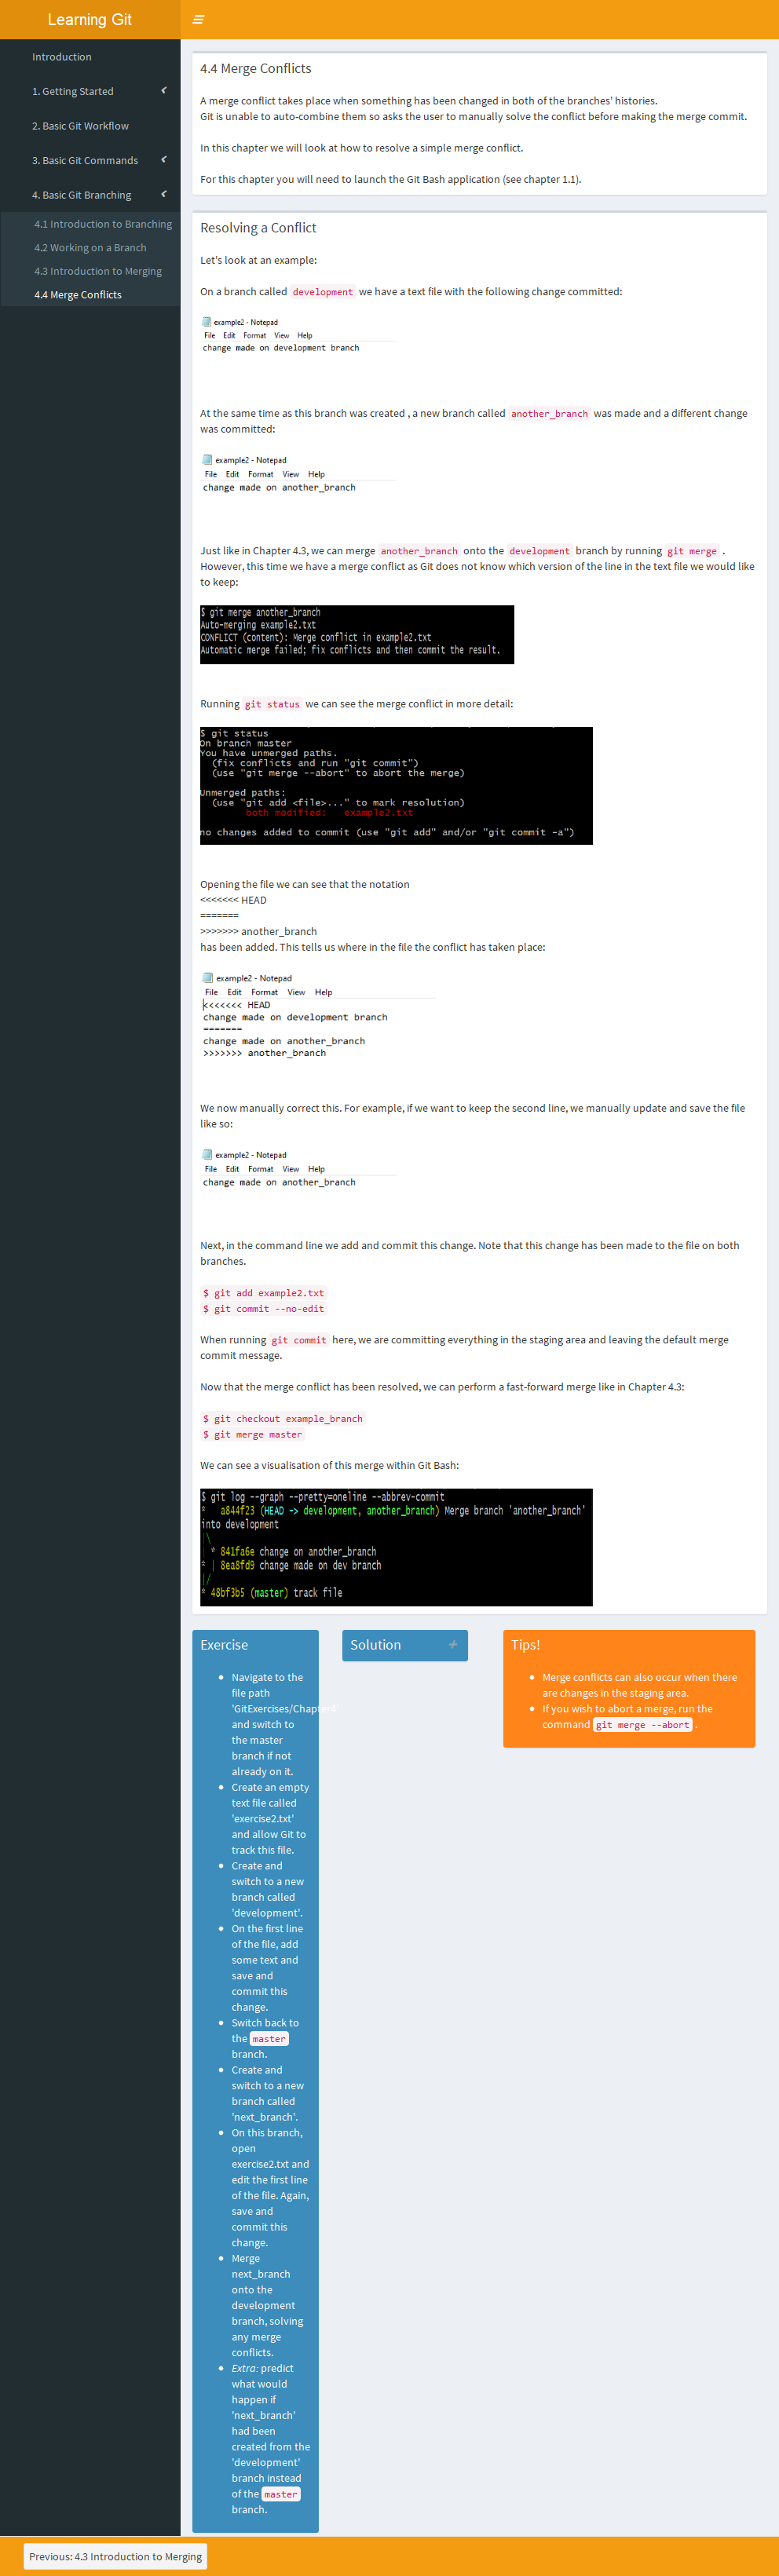 Learning Git
Introduction
1. Getting Started
2. Basic Git Workflow
3. Basic Git Commands
4. Basic Git Branching
4.1 Introduction to Branching
4.2 Working on a Branch
4.3 Introduction to Merging
4.4 Merge Conflicts
4.4 Merge Conflicts
A merge conflict takes place when something has been changed in both of the branches' histories.
Git is unable to auto-combine them so asks the user to manually solve the conflict before making the merge commit.
In this chapter we will look at how to resolve a simple merge conflict.
For this chapter you will need to launch the Git Bash application (see chapter 1.1).
Resolving a Conflict
Let's look at an example:
On a branch called development we have a text file with the following change committed:
example2 - Notepad
File Edit Format View Help
change made on development branch
At the same time as this branch was created , a new branch called another_branch was made and a different change
was committed:
example2 - Notepad
File Edit Format View Help
change made on another_branch
Just like in Chapter 4.3, we can merge another_branch onto the development branch by running git merge .
However, this time we have a merge conflict as Git does not know which version of the line in the text file we would like
to keep:
$ git merge another_branch
Auto-merging example2.txt
CONFLICT (content): Merge conflict in example2.txt
Automatic merge failed; fix conflicts and then commit the result.
Running git status we can see the merge conflict in more detail:
$ git status
On branch master
You have unmerged paths.
(fix conflicts and run "git commit")
(use "git merge --abort" to abort the merge)
Unmerged paths:
(use "git add <file>..." to mark resolution)
both modified: example2.txt
no changes added to commit (use "git add" and/or "git commit -a")
Opening the file we can see that the notation
<<<<<<< HEAD
=======
>>>>>>> another_branch
has been added. This tells us where in the file the conflict has taken place:
example2 - Notepad
File Edit Format View Help
<<<<<<< HEAD
change made on development branch
=======
change made on another_branch
>>>>>>> another_branch
We now manually correct this. For example, if we want to keep the second line, we manually update and save the file
like so:
example2 - Notepad
File Edit Format View Help
change made on another_branch
Next, in the command line we add and commit this change. Note that this change has been made to the file on both
branches.
$ git add example2.txt
$ git commit --no-edit
When running git commit here, we are committing everything in the staging area and leaving the default merge
commit message.
Now that the merge conflict has been resolved, we can perform a fast-forward merge like in Chapter 4.3:
$ git checkout example_branch
$ git merge master
We can see a visualisation of this merge within Git Bash:
$ git log --graph --pretty=oneline --abbrev-commit
* a844f23 (HEAD -> development, another_branch) Merge branch 'another_branch'
into development
|\
| * 841fa6e change on another_branch
* | 8ea8fd9 change made on dev branch
|/
* 48bf3b5 (master) track file
Exercise
Navigate to the
file path
'GitExercises/Chapter4'
and switch to
the master
branch if not
already on it.
Create an empty
text file called
'exercise2.txt'
and allow Git to
track this file.
Create and
switch to a new
branch called
'development'.
On the first line
of the file, add
some text and
save and
commit this
change.
Switch back to
the master
branch.
Create and
switch to a new
branch called
'next_branch'.
On this branch,
open
exercise2.txt and
edit the first line
of the file. Again,
save and
commit this
change.
Merge
next_branch
onto the
development
branch, solving
any merge
conflicts.
Extra: predict
what would
happen if
'next_branch'
had been
created from the
'development'
branch instead
of the master
branch.
Solution
Tips!
Merge conflicts can also occur when there
are changes in the staging area.
If you wish to abort a merge, run the
command git merge --abort .
Previous: 4.3 Introduction to Merging